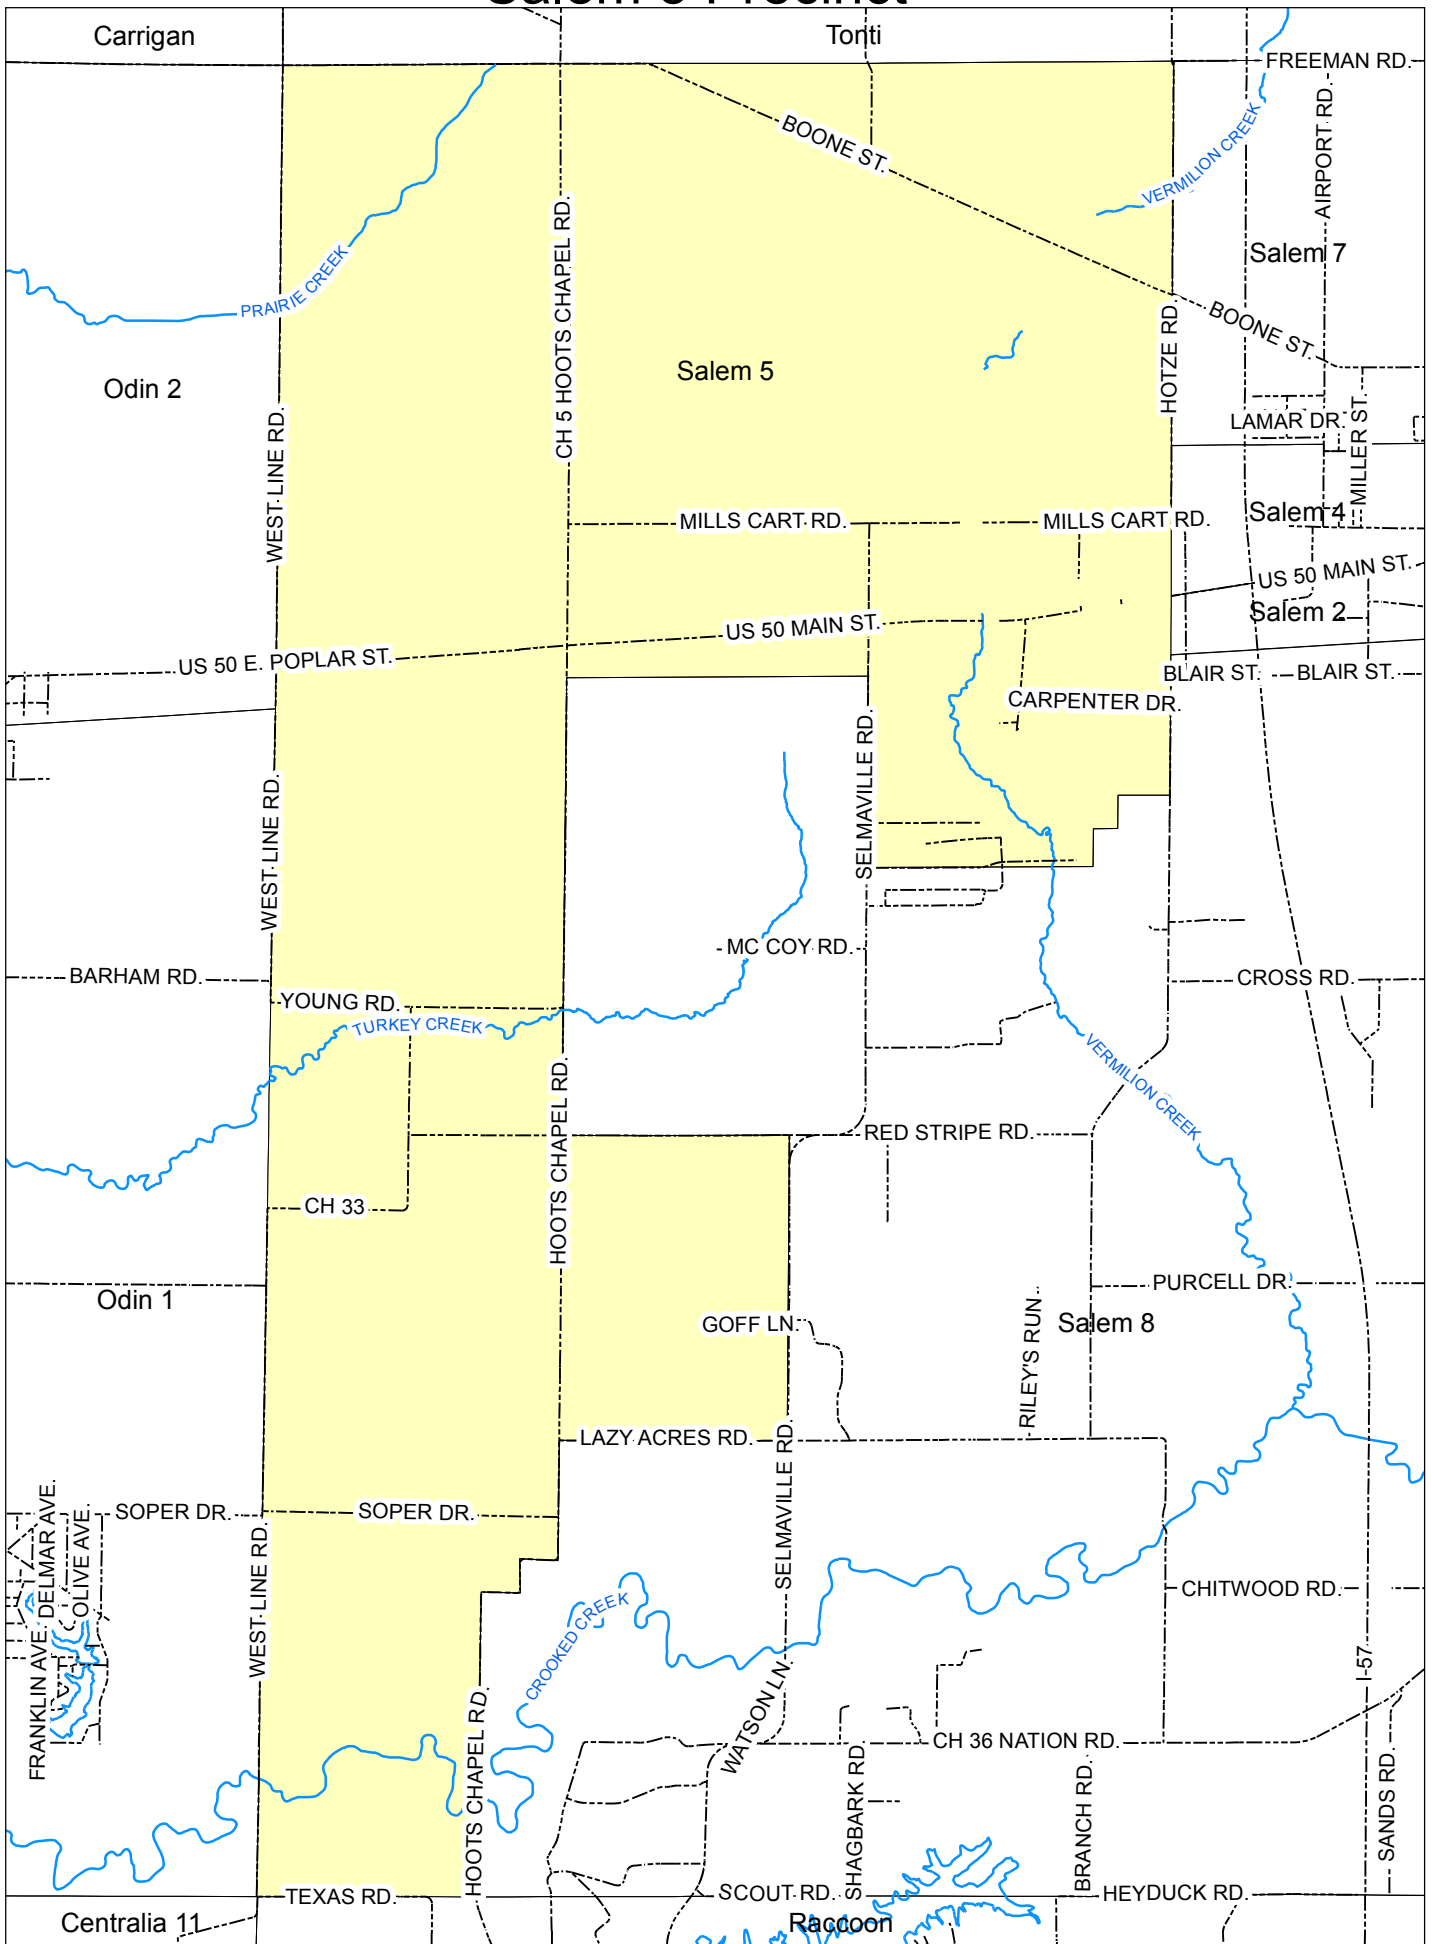 Salem 5 Precinct
Carrigan
Tonti
FREEMAN RD.
BOONE ST.
VERMILION CREEK
AIRPORT RD.
CH 5 HOOTS CHAPEL RD.
PRAIRIE CREEK
Salem 7
BOONE ST.
HOTZE RD.
Salem 5
Odin 2
WEST LINE RD.
LAMAR DR.
MILLER ST.
MILLS CART RD.
MILLS CART RD.
Salem 4
US 50 MAIN ST.
Salem 2
US 50 MAIN ST.
US 50 E. POPLAR ST.
BLAIR ST.
BLAIR ST.
CARPENTER DR.
SELMAVILLE RD.
WEST LINE RD.
MC COY RD.
BARHAM RD.
CROSS RD.
YOUNG RD.
TURKEY CREEK
VERMILION CREEK
HOOTS CHAPEL RD.
RED STRIPE RD.
CH 33
PURCELL DR.
Odin 1
GOFF LN.
RILEY'S RUN
Salem 8
LAZY ACRES RD.
SELMAVILLE RD.
SOPER DR.
SOPER DR.
DELMAR AVE.
OLIVE AVE.
WEST LINE RD.
CHITWOOD RD.
CROOKED CREEK
FRANKLIN AVE.
I-57
WATSON LN.
HOOTS CHAPEL RD.
CH 36 NATION RD.
SHAGBARK RD.
BRANCH RD.
SANDS RD.
TEXAS RD.
SCOUT RD.
HEYDUCK RD.
Centralia 11
Raccoon